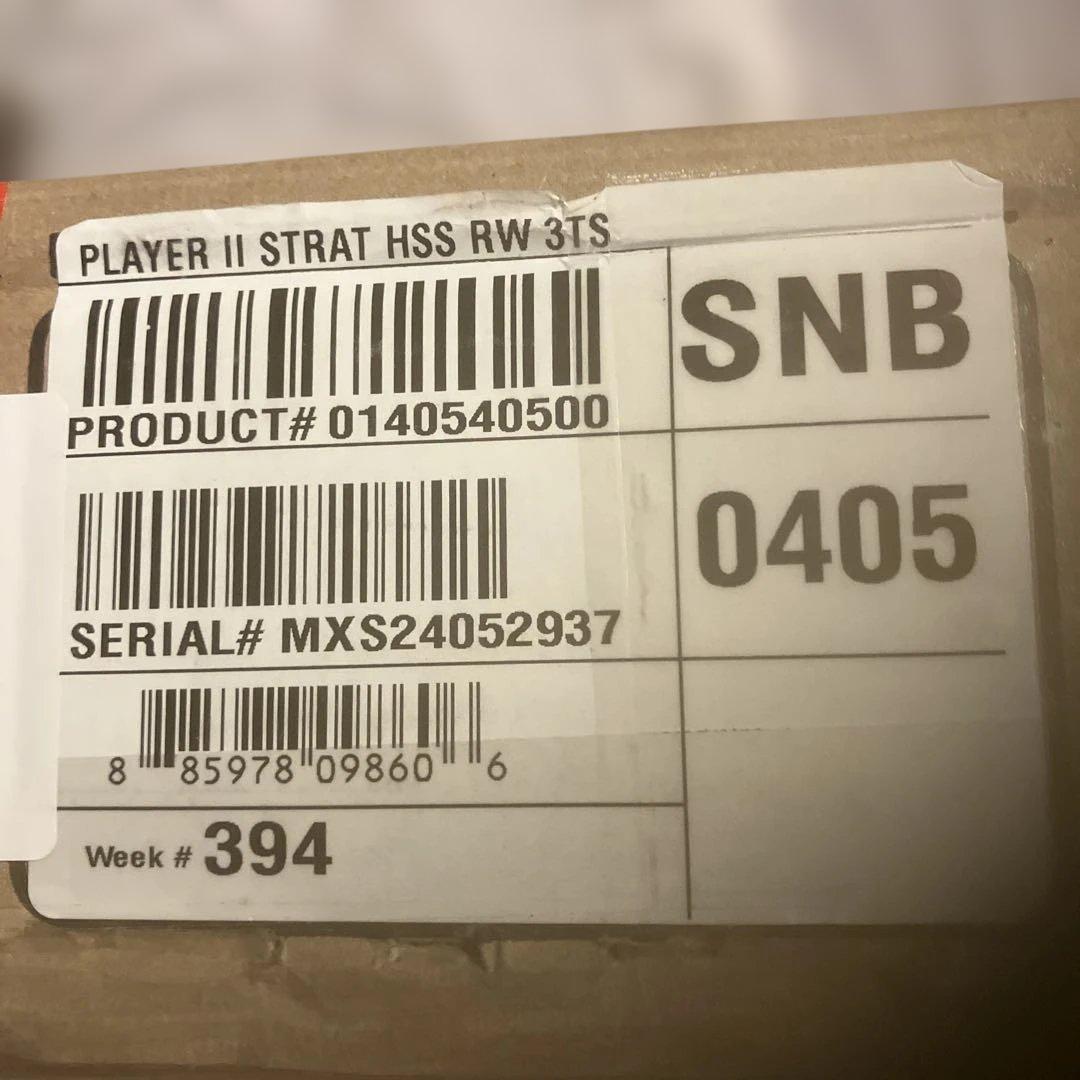 PLAYER II STRAT HSS RW 3TS
PRODUCT# 0140540500
SERIAL# MXS24052937
8 85978 09860 6
Week # 394
SNB
0405